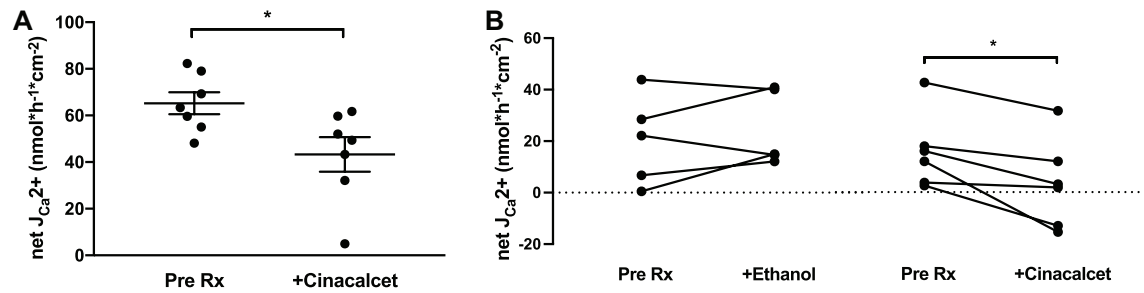 A
net J_Ca2+ (nmol*h-1*cm-2)
100
80
60
40
20
0
*
Pre Rx
+Cinacalcet
B
net J_Ca2+ (nmol*h-1*cm-2)
60
40
20
0
-20
*
Pre Rx
+Ethanol
Pre Rx
+Cinacalcet